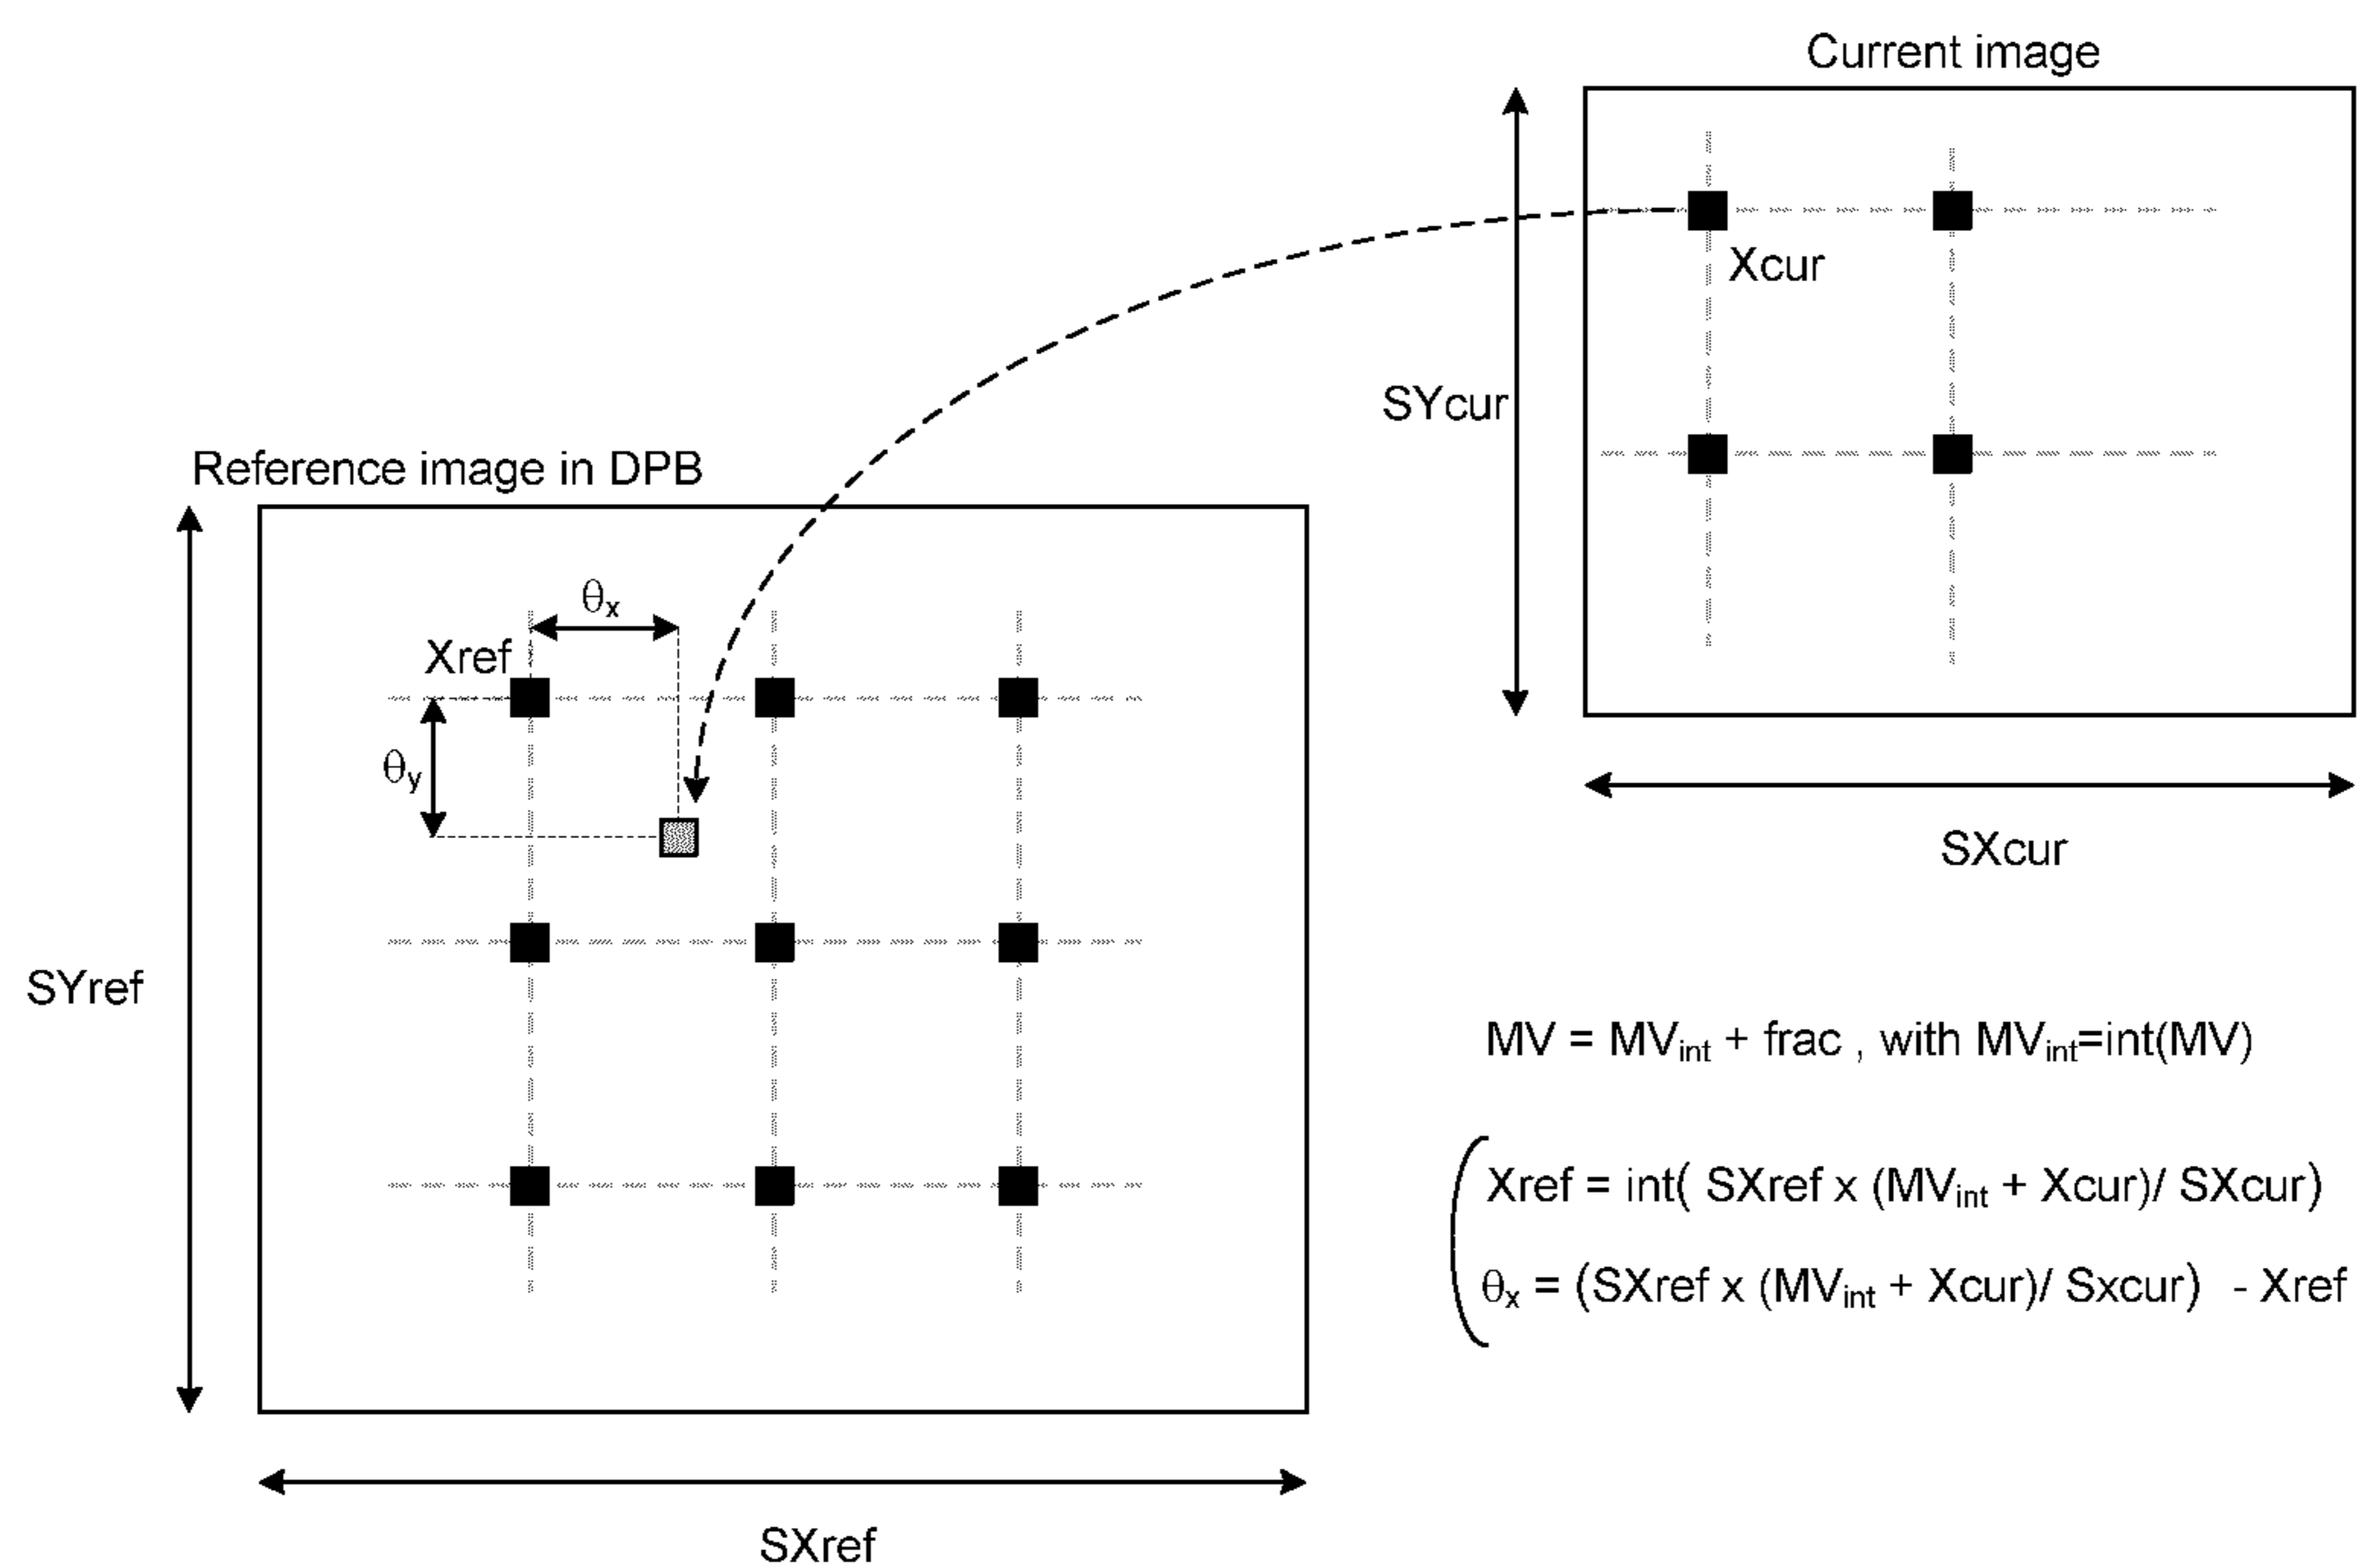 Current image
Xcur
SYcur
SXcur
Reference image in DPB
θx
Xref
θy
SYref
SXref
MV = MVint + frac , with MVint=int(MV)
Xref = int( SXref x (MVint + Xcur)/ SXcur)
θx = (SXref x (MVint + Xcur)/ Sxcur) - Xref